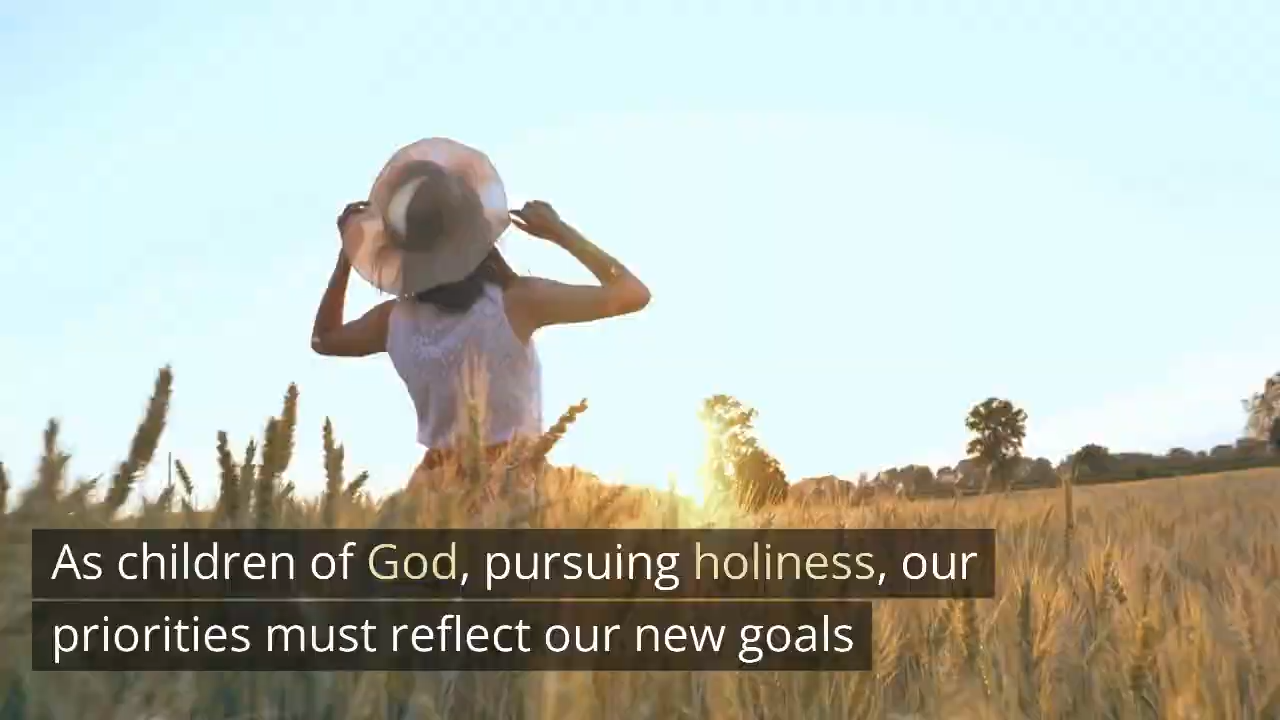 As children of God, pursuing holiness, our
priorities must reflect our new goals